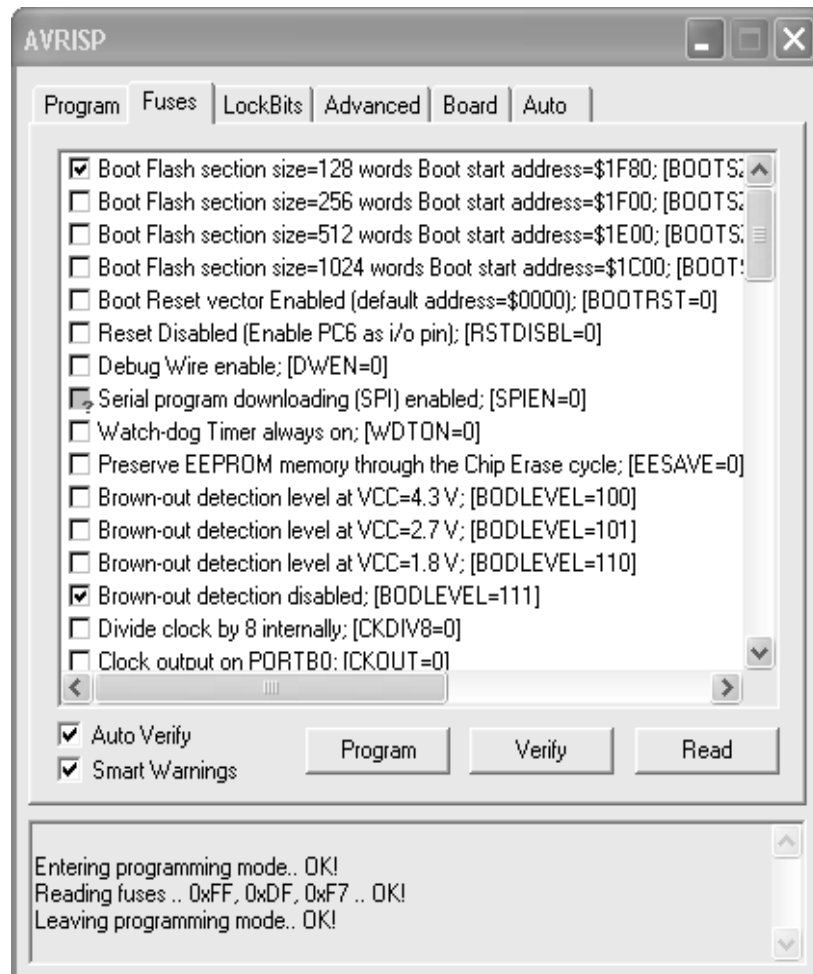 AVRISP
Program Fuses LockBits Advanced Board Auto
Boot Flash section size=128 words Boot start address=$1F80; [BOOTSZ
Boot Flash section size=256 words Boot start address=$1F00; [BOOTSZ
Boot Flash section size=512 words Boot start address=$1E00; [BOOTSZ
Boot Flash section size=1024 words Boot start address=$1C00; [BOOTS
Boot Reset vector Enabled (default address=$0000); [BOOTRST=0]
Reset Disabled (Enable PC6 as i/o pin); [RSTDISBL=0]
Debug Wire enable; [DWEN=0]
Serial program downloading (SPI) enabled; [SPIEN=0]
Watch-dog Timer always on; [WDTON=0]
Preserve EEPROM memory through the Chip Erase cycle; [EESAVE=0]
Brown-out detection level at VCC=4.3 V; [BODLEVEL=100]
Brown-out detection level at VCC=2.7 V; [BODLEVEL=101]
Brown-out detection level at VCC=1.8 V; [BODLEVEL=110]
Brown-out detection disabled; [BODLEVEL=111]
Divide clock by 8 internally; [CKDIV8=0]
Clock output on PORTB0; [CKOUT=0]
Auto Verify
Smart Warnings
Program Verify Read
Entering programming mode.. OK!
Reading fuses .. 0xFF, 0xDF, 0xF7 .. OK!
Leaving programming mode.. OK!